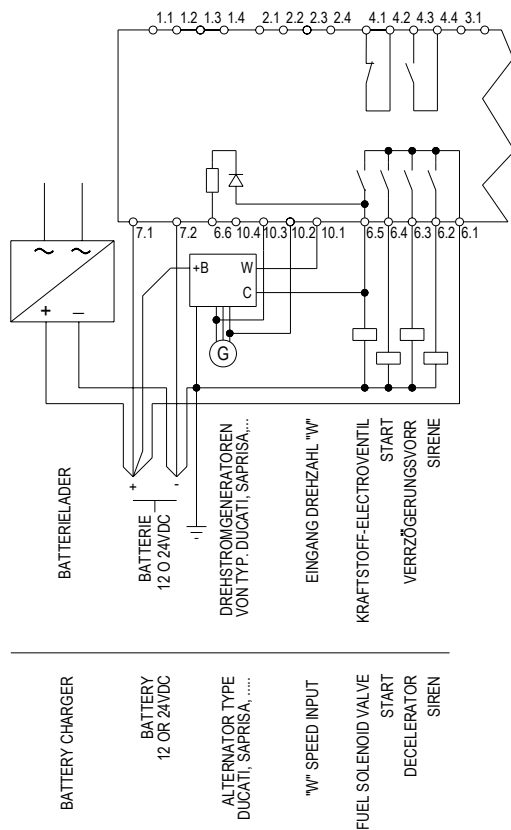 1.1 1.2 1.3 1.4 2.1 2.2 2.3 2.4 4.1 4.2 4.3 4.4 3.1
7.1 7.2 6.6 10.4 10.3 10.2 10.1 6.5 6.4 6.3 6.2 6.1
+B W
C
+ –
G
+ -
BATTERIELADER
BATTERIE
12 O 24VDC
DREHSTROMGENERATOREN
VON TYP. DUCATI, SAPRISA,....
EINGANG DREHZAHL "W"
KRAFTSTOFF-ELECTROVENTIL
START
VERRZÖGERUNGSVORR
SIRENE
BATTERY CHARGER
BATTERY
12 OR 24VDC
ALTERNATOR TYPE
DUCATI, SAPRISA, .....
"W" SPEED INPUT
FUEL SOLENOID VALVE
START
DECELERATOR
SIREN